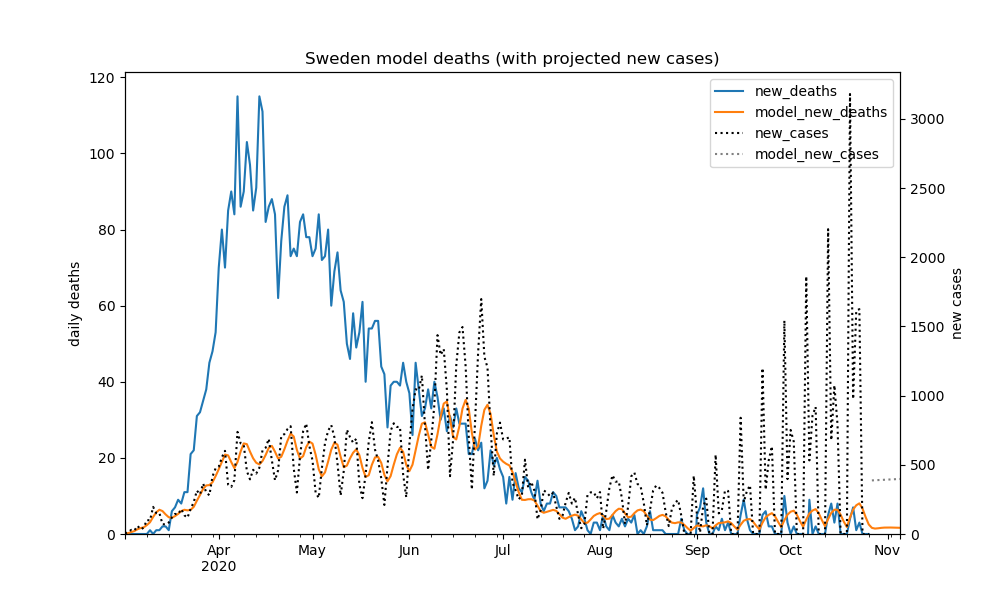 Sweden model deaths (with projected new cases)
120
100
80
60
40
20
0
daily deaths
new_deaths
model_new_deaths
new_cases
model_new_cases
3000
2500
2000
1500
1000
500
0
new cases
Apr May Jun Jul Aug Sep Oct Nov
2020